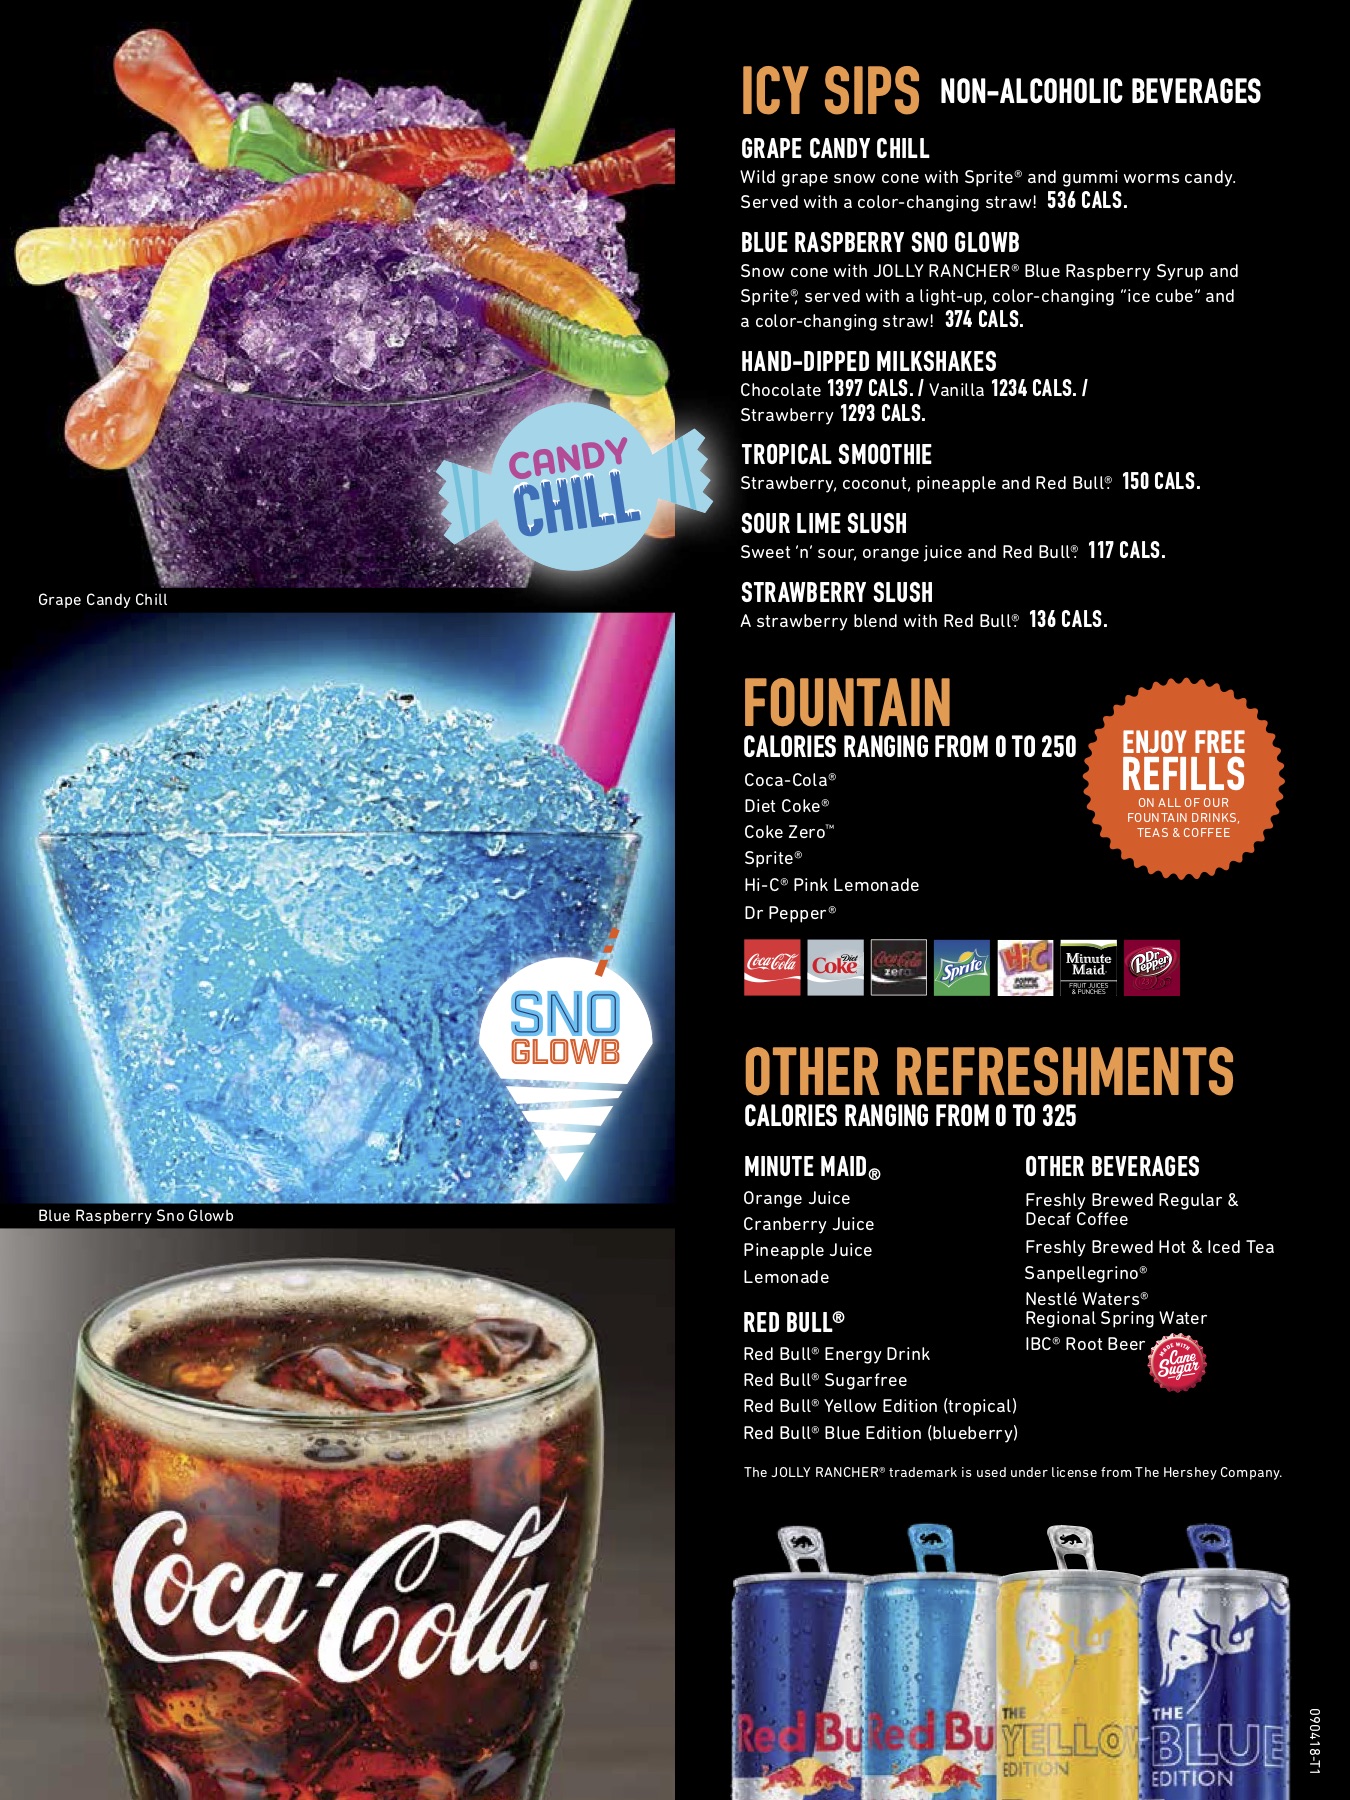 ICY SIPS NON-ALCOHOLIC BEVERAGES
GRAPE CANDY CHILL
Wild grape snow cone with Sprite® and gummi worms candy.
Served with a color-changing straw! 536 CALS.
BLUE RASPBERRY SNO GLOWB
Snow cone with JOLLY RANCHER® Blue Raspberry Syrup and
Sprite®, served with a light-up, color-changing “ice cube” and
a color-changing straw! 374 CALS.
HAND-DIPPED MILKSHAKES
Chocolate 1397 CALS. / Vanilla 1234 CALS. /
Strawberry 1293 CALS.
TROPICAL SMOOTHIE
Strawberry, coconut, pineapple and Red Bull®. 150 CALS.
SOUR LIME SLUSH
Sweet ‘n’ sour, orange juice and Red Bull®. 117 CALS.
STRAWBERRY SLUSH
A strawberry blend with Red Bull®. 136 CALS.
CANDY
CHILL
Grape Candy Chill
SNO
GLOWB
Blue Raspberry Sno Glowb
Coca-Cola
FOUNTAIN
CALORIES RANGING FROM 0 TO 250
Coca-Cola®
Diet Coke®
Coke Zero™
Sprite®
Hi-C® Pink Lemonade
Dr Pepper®
ENJOY FREE
REFILLS
ON ALL OF OUR
FOUNTAIN DRINKS,
TEAS & COFFEE
Coca-Cola
Diet
Coke
Coca-Cola
zero
Sprite
Hi-C
Minute
Maid
FRUIT JUICES
& PUNCHES
Dr
Pepper
OTHER REFRESHMENTS
CALORIES RANGING FROM 0 TO 325
MINUTE MAID®
Orange Juice
Cranberry Juice
Pineapple Juice
Lemonade
RED BULL®
Red Bull® Energy Drink
Red Bull® Sugarfree
Red Bull® Yellow Edition (tropical)
Red Bull® Blue Edition (blueberry)
OTHER BEVERAGES
Freshly Brewed Regular &
Decaf Coffee
Freshly Brewed Hot & Iced Tea
Sanpellegrino®
Nestlé Waters®
Regional Spring Water
IBC® Root Beer
MADE WITH
Cane
Sugar
The JOLLY RANCHER® trademark is used under license from The Hershey Company.
Red Bu
Red Bu
THE
YELLO
EDITION
THE
BLUE
EDITION
090418-T1